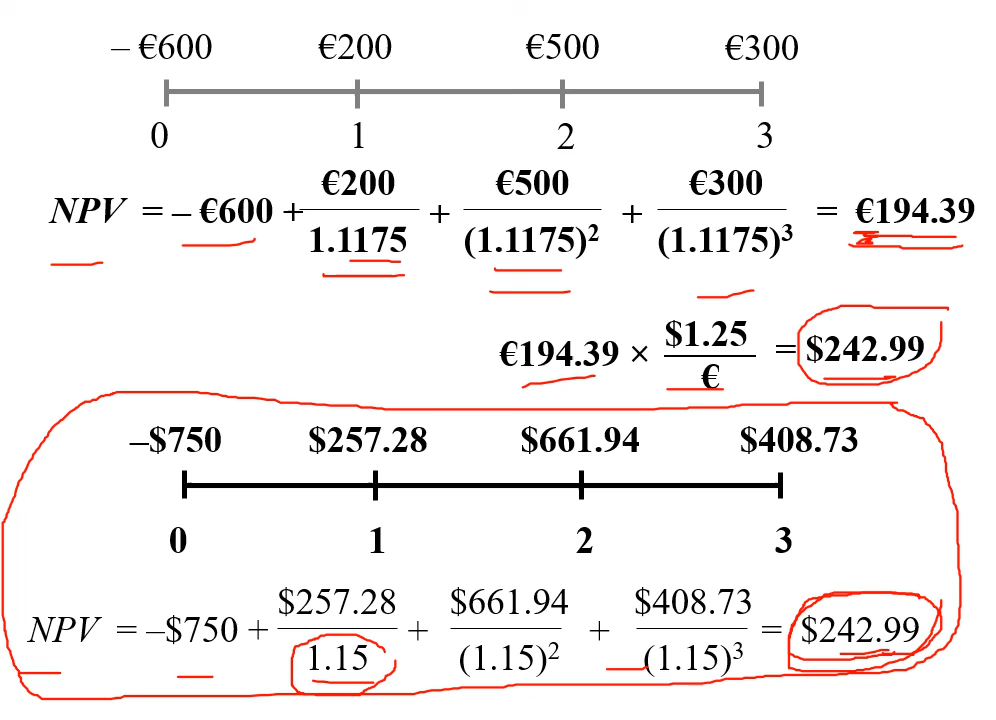 – €600 €200 €500 €300
0 1 2 3
NPV = – €600 + €200/1.1175 + €500/(1.1175)² + €300/(1.1175)³ = €194.39
€194.39 × $1.25/€ = $242.99
–$750 $257.28 $661.94 $408.73
0 1 2 3
NPV = –$750 + $257.28/1.15 + $661.94/(1.15)² + $408.73/(1.15)³ = $242.99